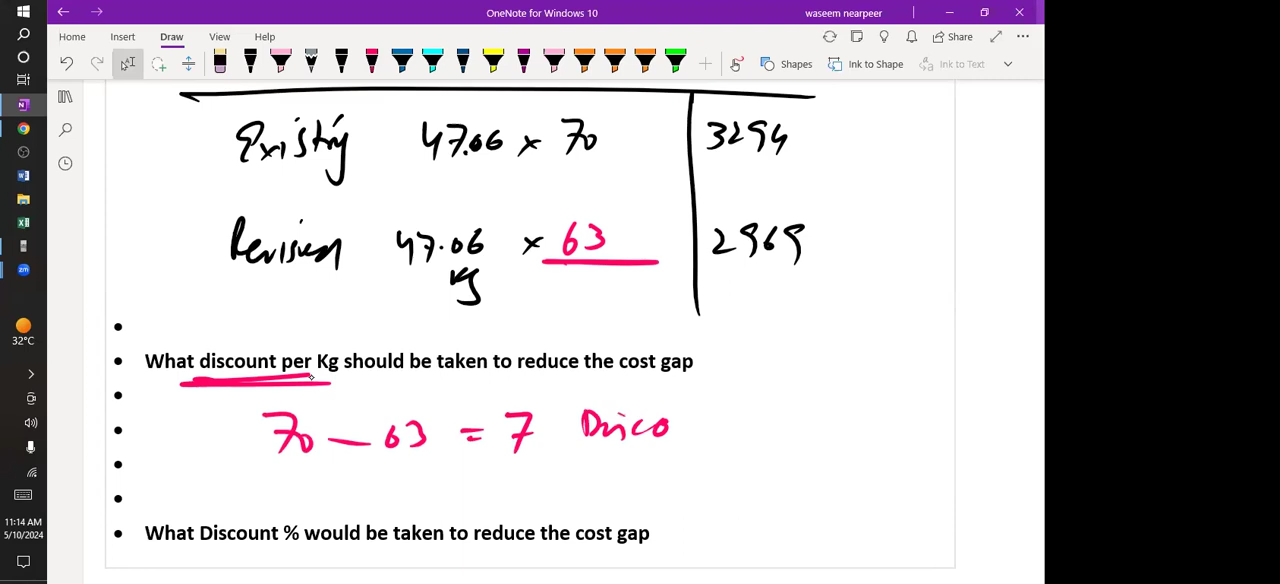 OneNote for Windows 10
waseem nearpeer
Home Insert Draw View Help
Share
Shapes
Ink to Shape
Ink to Text
Existing 47.06 × 70 3294
Revised 47.06 × 63 2969
Kg
32°C
• What discount per Kg should be taken to reduce the cost gap
70 — 63 = 7 Disco
• What Discount % would be taken to reduce the cost gap
11:14 AM
5/10/2024